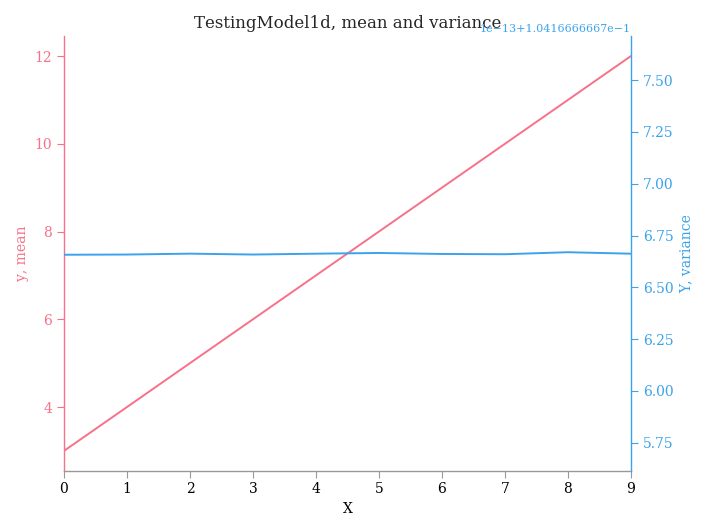 TestingModel1d, mean and variance
1e−13+1.0416666667e−1
12
10
8
6
4
y, mean
7.50
7.25
7.00
6.75
6.50
6.25
6.00
5.75
Y, variance
0 1 2 3 4 5 6 7 8 9
X